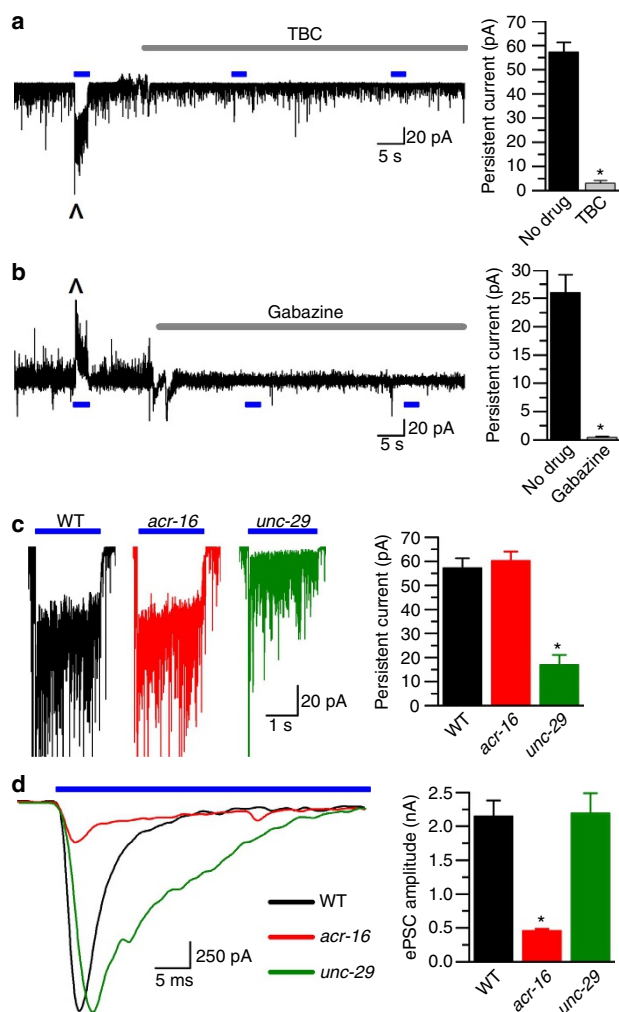 a
TBC
20 pA
5 s
^
Persistent current (pA)
70
60
50
40
30
20
10
0
*
No drug
TBC
b
^
Gabazine
20 pA
5 s
Persistent current (pA)
30
25
20
15
10
5
0
*
No drug
Gabazine
c
WT
acr-16
unc-29
20 pA
1 s
Persistent current (pA)
70
60
50
40
30
20
10
0
*
WT
acr-16
unc-29
d
WT
acr-16
unc-29
250 pA
5 ms
ePSC amplitude (nA)
2.5
2.0
1.5
1.0
0.5
0.0
*
WT
acr-16
unc-29